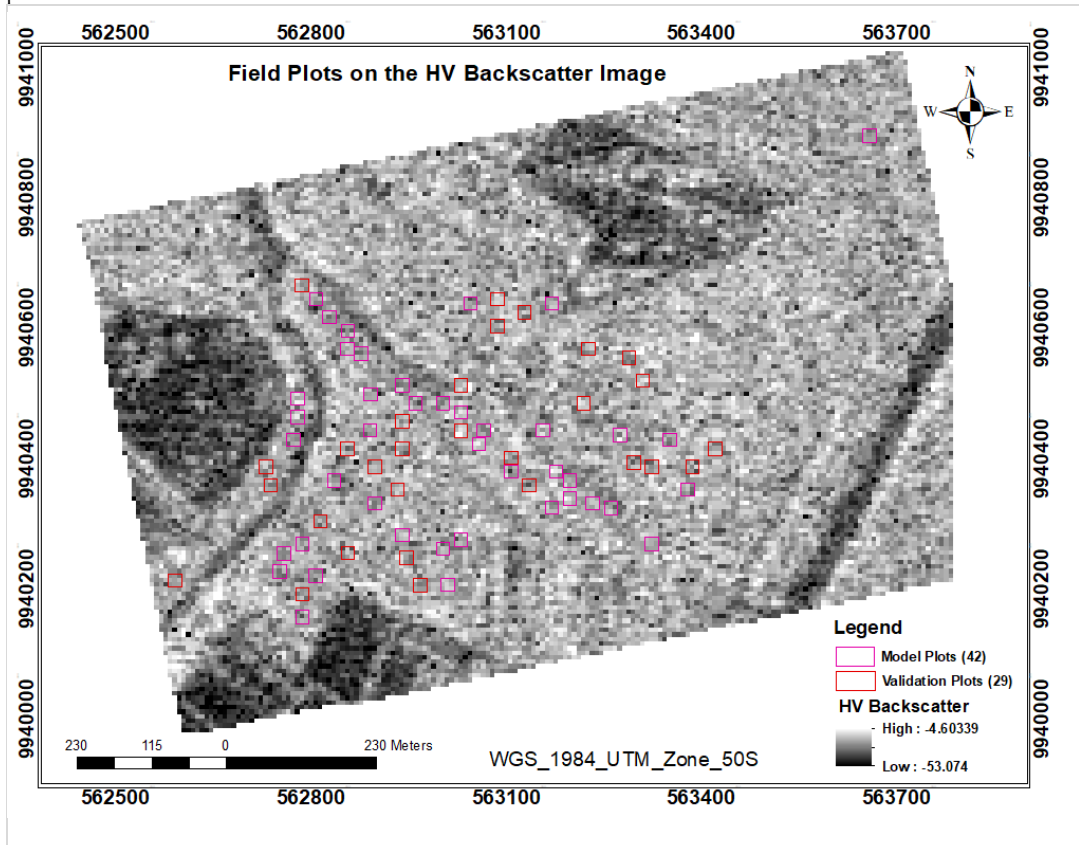 562500 562800 563100 563400 563700
Field Plots on the HV Backscatter Image
N
W E
S
9941000 9941000
9940800 9940800
9940600 9940600
9940400 9940400
9940200 9940200
9940000 9940000
Legend
Model Plots (42)
Validation Plots (29)
HV Backscatter
High : -4.60339
Low : -53.074
230 115 0 230 Meters
WGS_1984_UTM_Zone_50S
562500 562800 563100 563400 563700